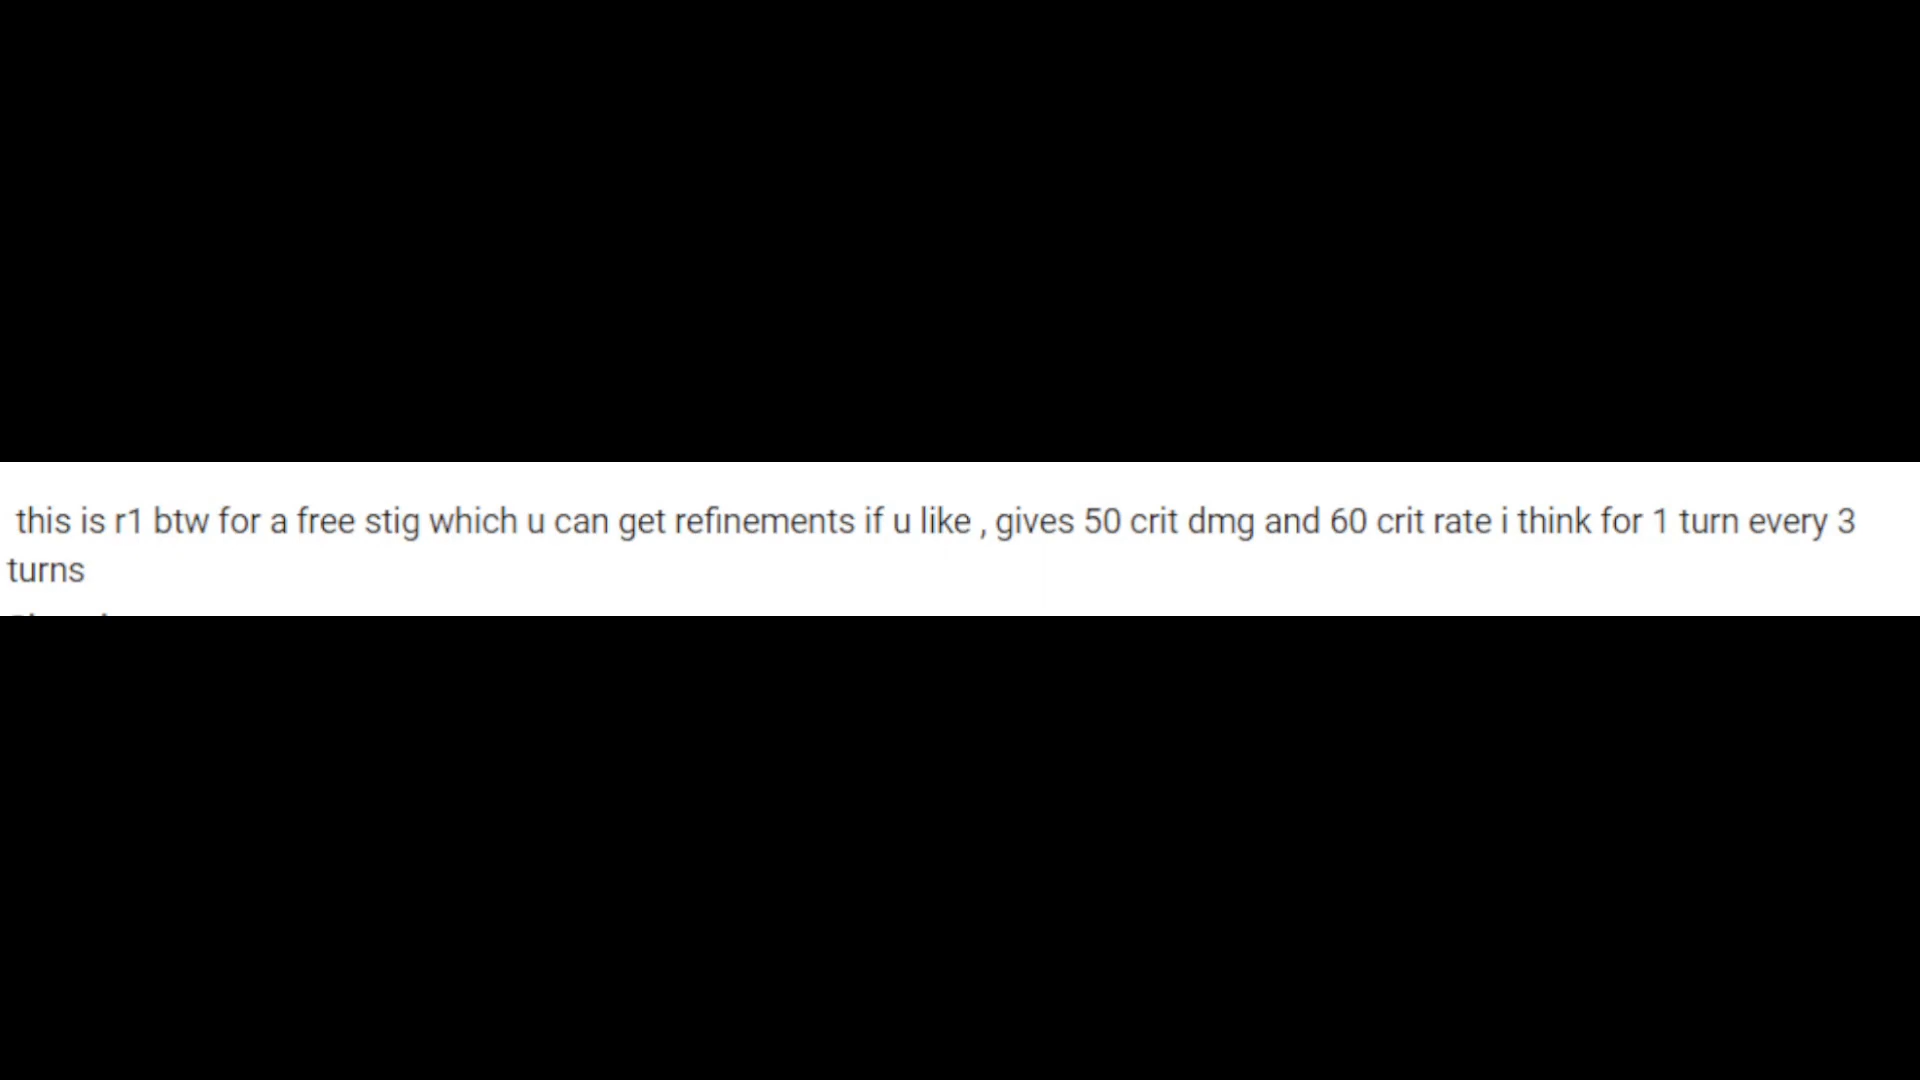 this is r1 btw for a free stig which u can get refinements if u like , gives 50 crit dmg and 60 crit rate i think for 1 turn every 3
turns